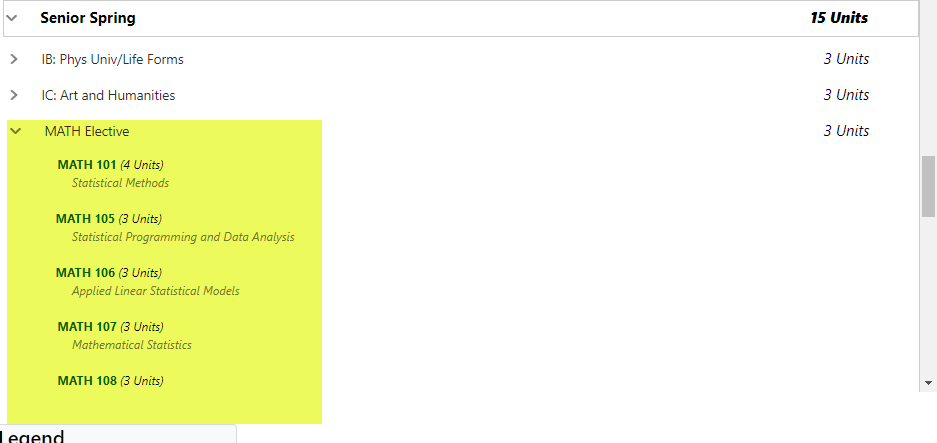 Senior Spring 15 Units
IB: Phys Univ/Life Forms 3 Units
IC: Art and Humanities 3 Units
MATH Elective 3 Units
MATH 101 (4 Units)
Statistical Methods
MATH 105 (3 Units)
Statistical Programming and Data Analysis
MATH 106 (3 Units)
Applied Linear Statistical Models
MATH 107 (3 Units)
Mathematical Statistics
MATH 108 (3 Units)
Legend